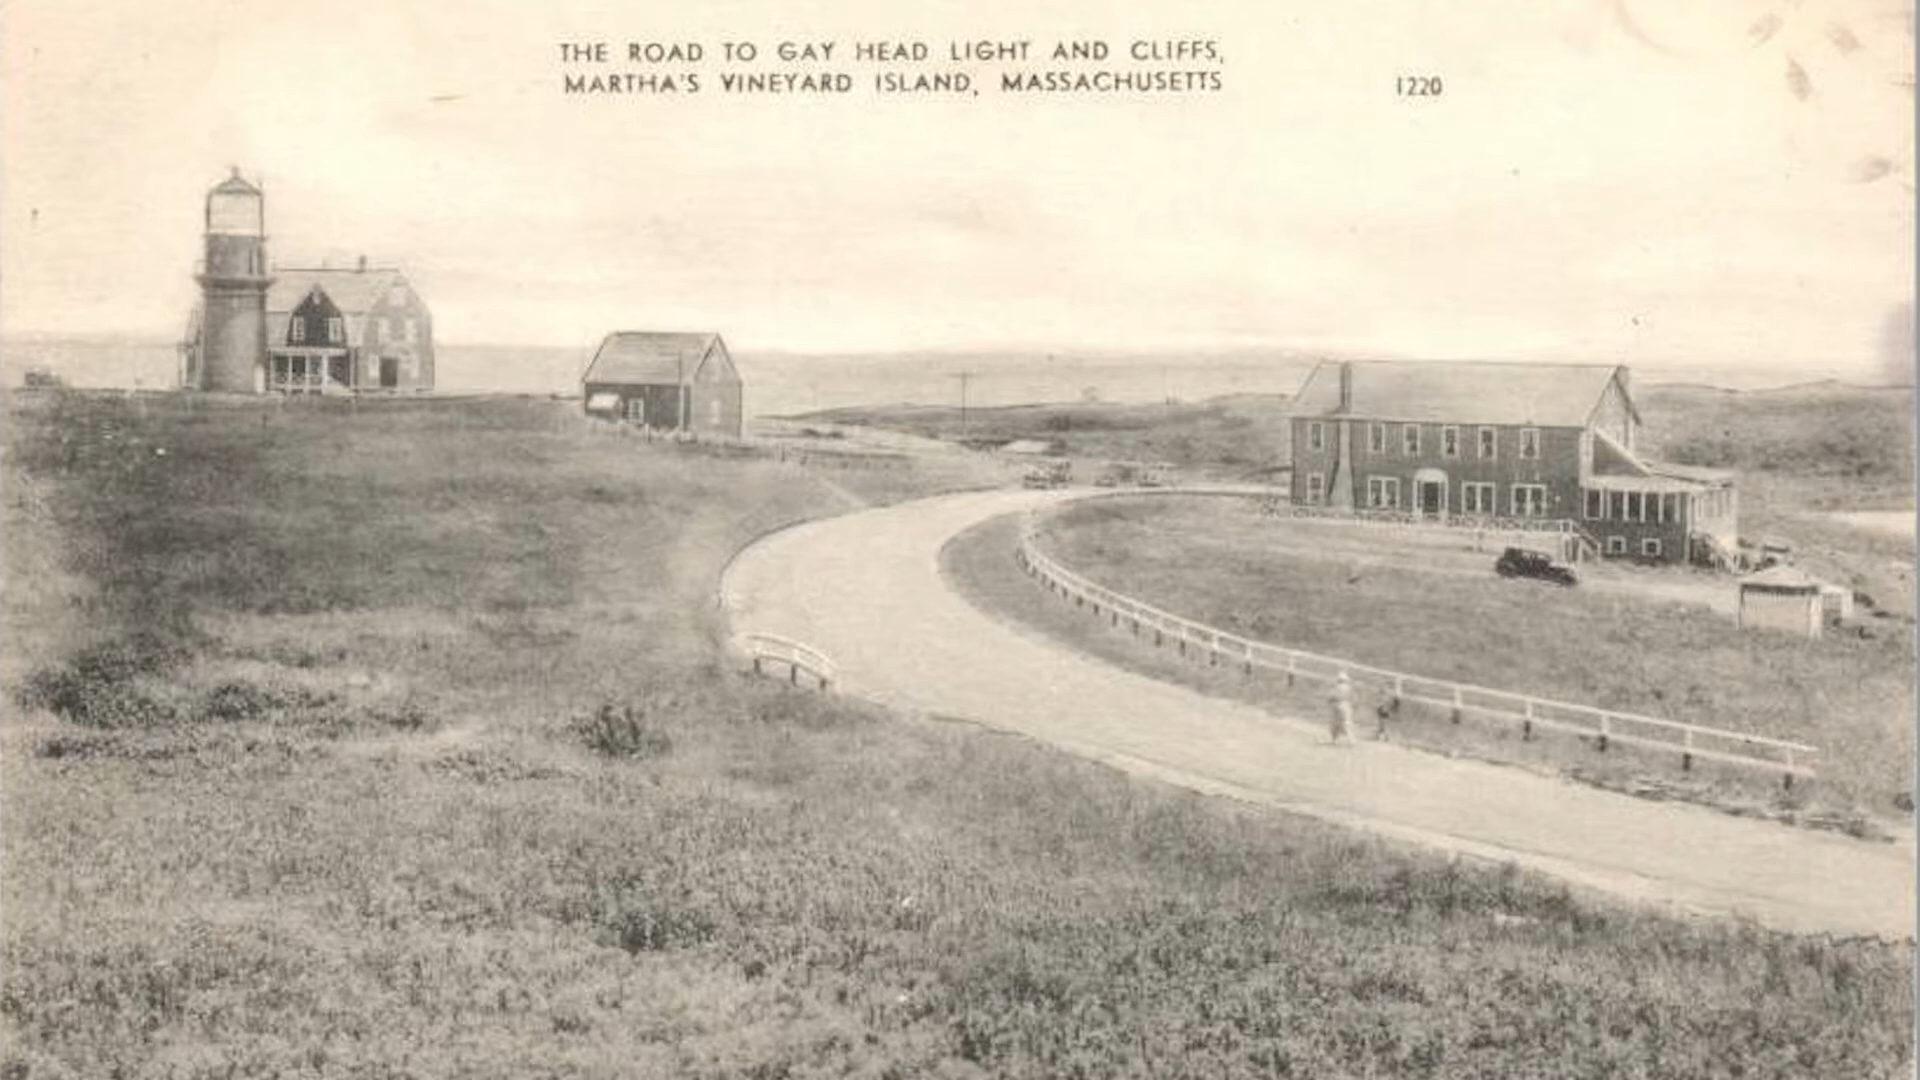 THE ROAD TO GAY HEAD LIGHT AND CLIFFS,
MARTHA'S VINEYARD ISLAND, MASSACHUSETTS 1220